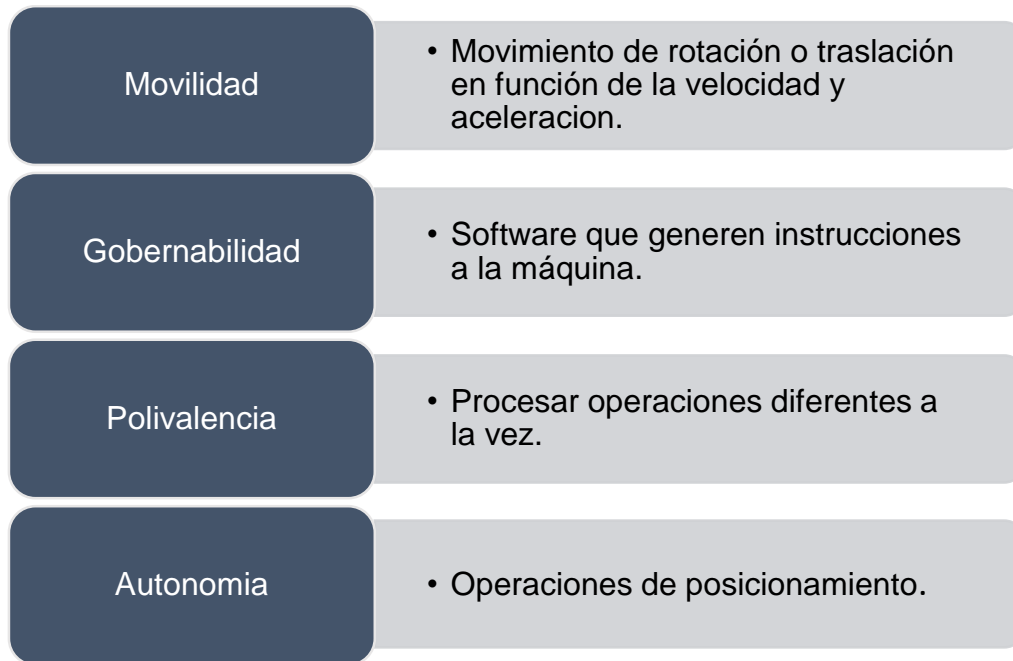 Movilidad
• Movimiento de rotación o traslación
en función de la velocidad y
aceleracion.
Gobernabilidad
• Software que generen instrucciones
a la máquina.
Polivalencia
• Procesar operaciones diferentes a
la vez.
Autonomia
• Operaciones de posicionamiento.